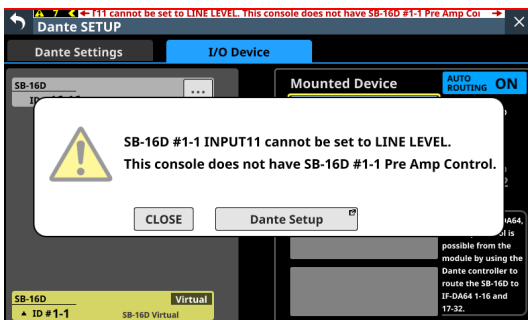 A 7 f11 cannot be set to LINE LEVEL. This console does not have SB-16D #1-1 Pre Amp Co
Dante SETUP
Dante Settings
I/O Device
SB-16D
...
Mounted Device
AUTO ROUTING ON
SB-16D #1-1 INPUT11 cannot be set to LINE LEVEL.
This console does not have SB-16D #1-1 Pre Amp Control.
CLOSE
Dante Setup
possible from the
module by using the
Dante controller to
route the SB-16D to
IF-DA64 1-16 and
17-32.
SB-16D
Virtual
▲ ID #1-1
SB-16D Virtual